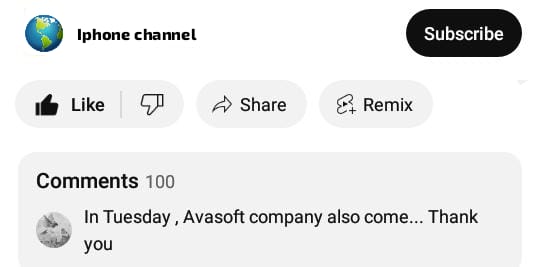 Iphone channel
Subscribe
Like
Share
Remix
Comments 100
In Tuesday , Avasoft company also come... Thank
you